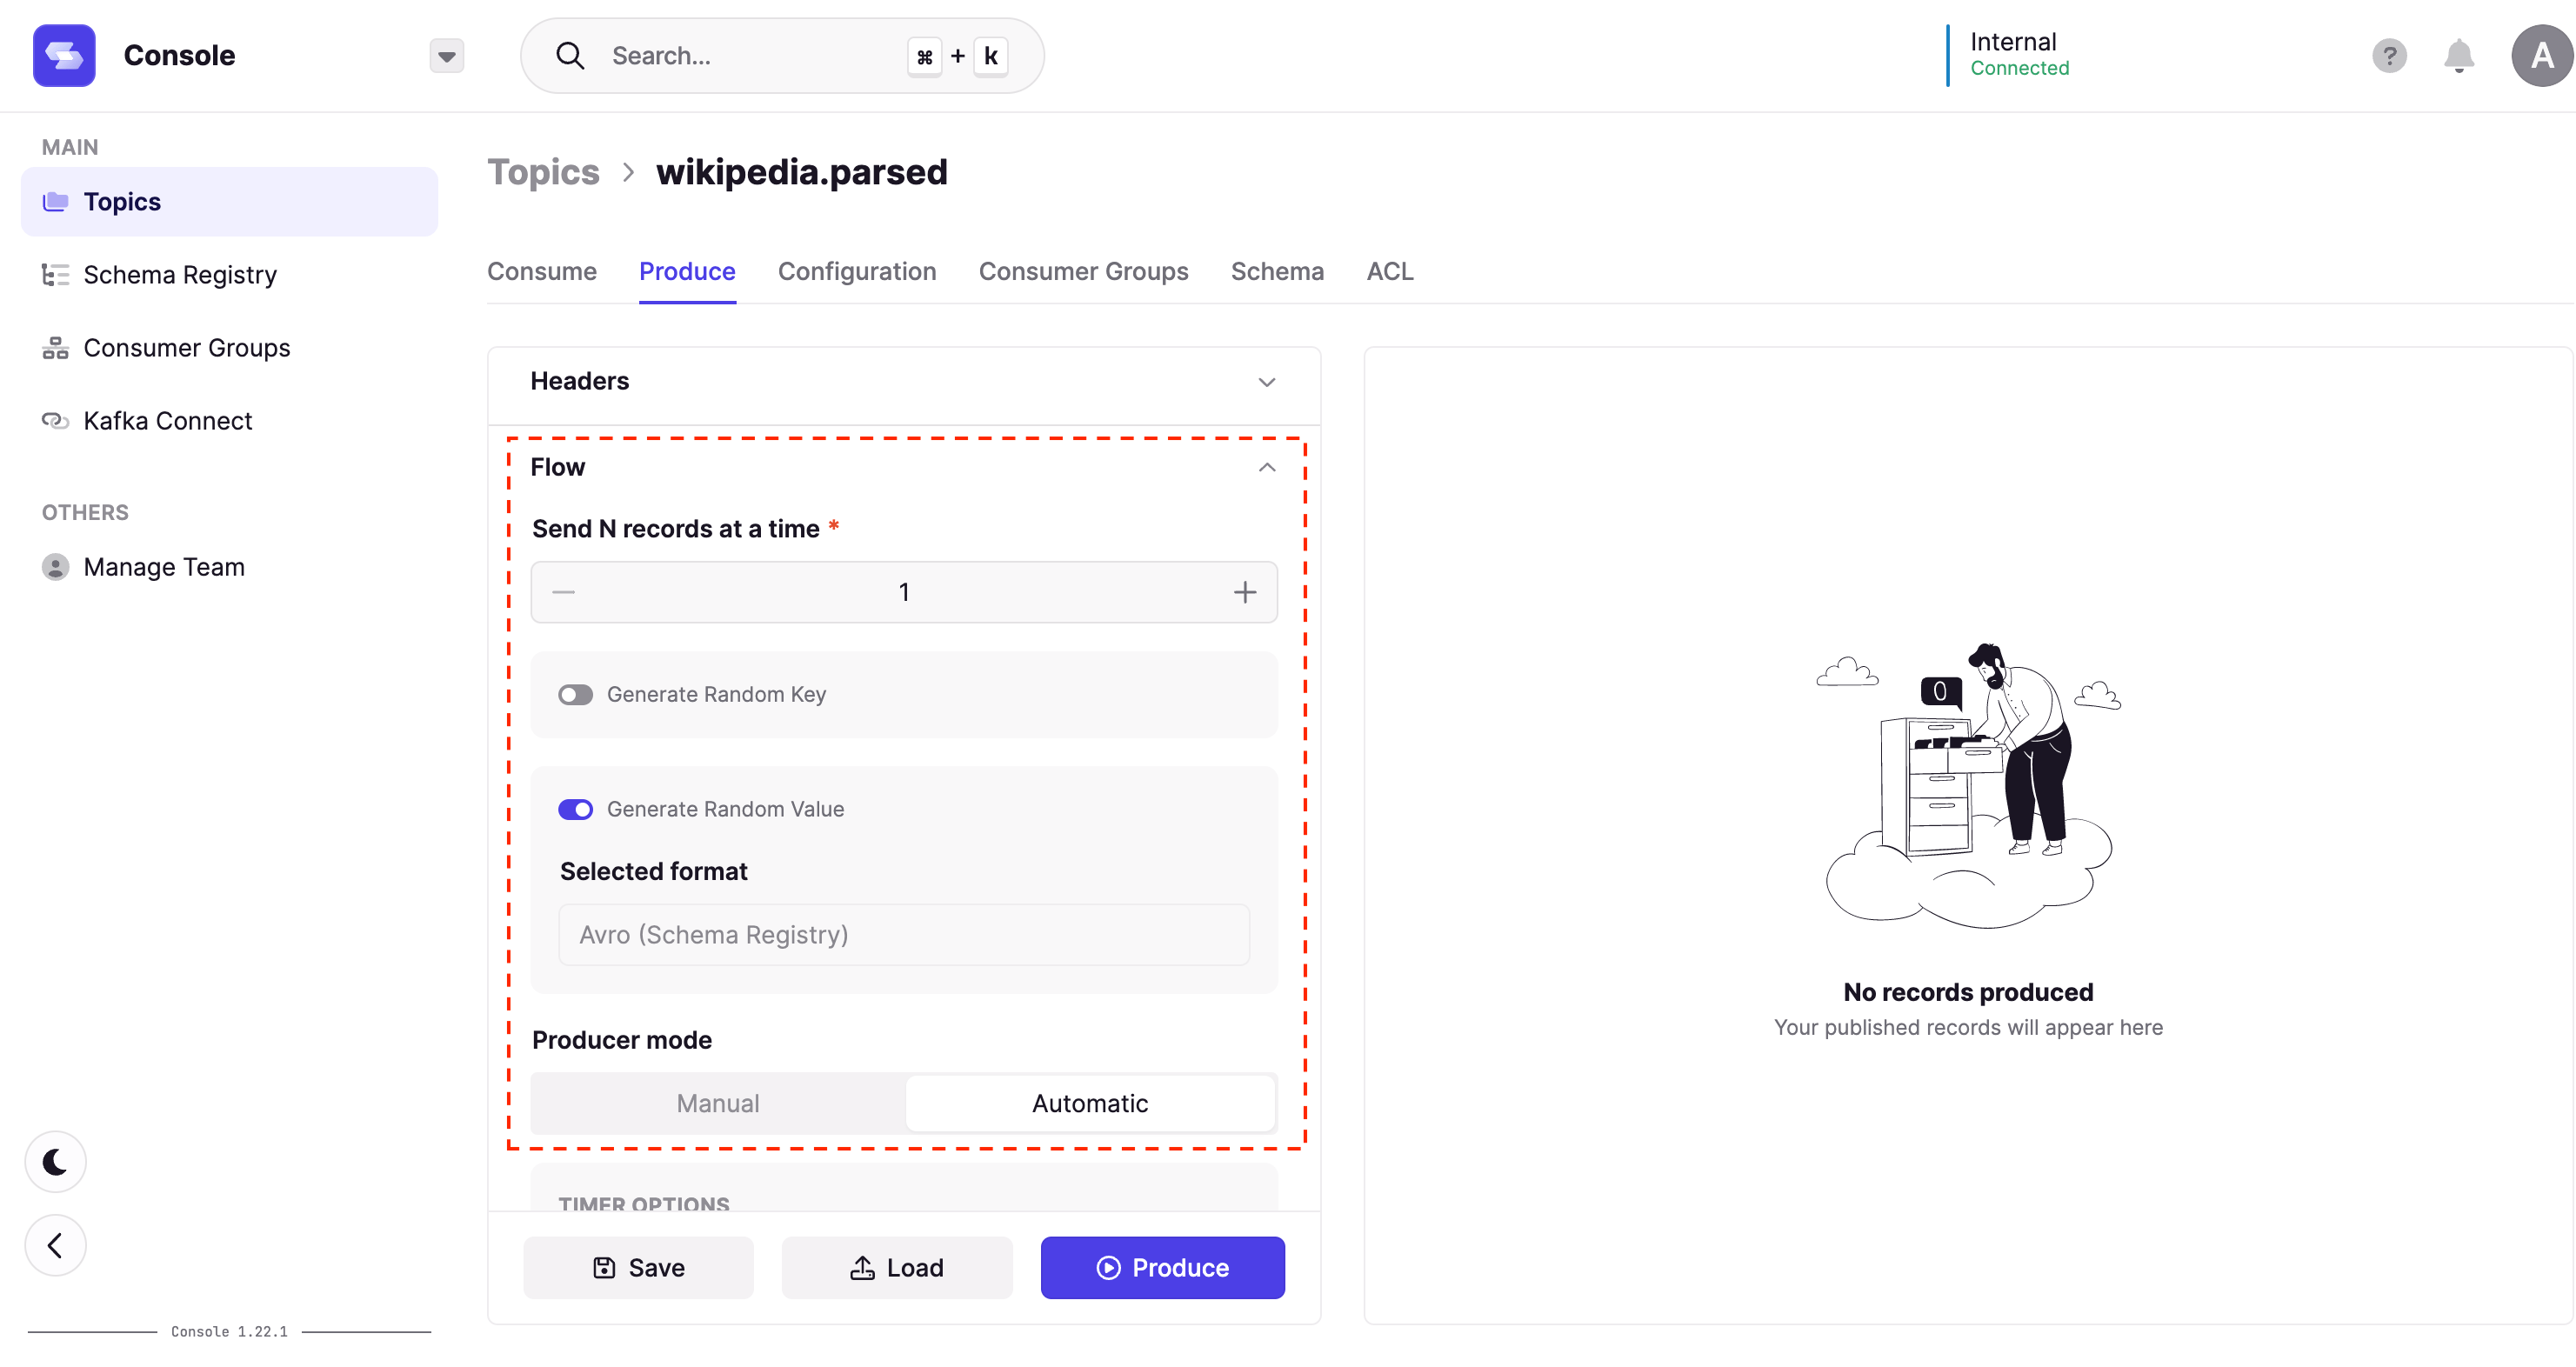 Console
Search...
⌘ + k
Internal
Connected
?
A
MAIN
Topics
Schema Registry
Consumer Groups
Kafka Connect
OTHERS
Manage Team
Console 1.22.1
Topics > wikipedia.parsed
Consume Produce Configuration Consumer Groups Schema ACL
Headers
Flow
Send N records at a time *
1
Generate Random Key
Generate Random Value
Selected format
Avro (Schema Registry)
Producer mode
Manual Automatic
TIMER OPTIONS
Save Load Produce
0
No records produced
Your published records will appear here